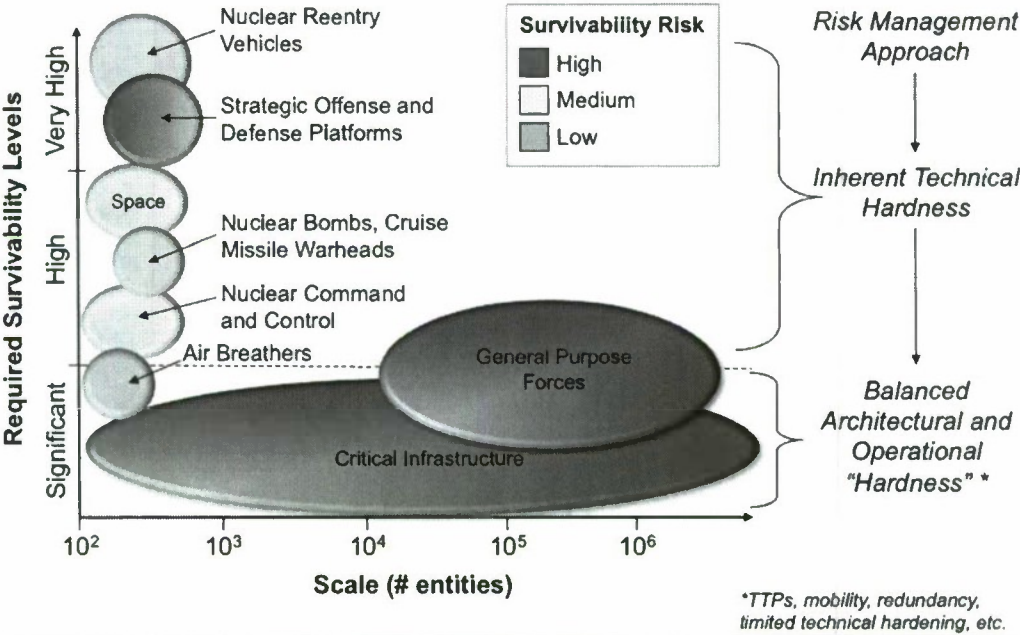 Required Survivability Levels
Very High
High
Significant
Nuclear Reentry
Vehicles
Strategic Offense and
Defense Platforms
Space
Nuclear Bombs, Cruise
Missile Warheads
Nuclear Command
and Control
Air Breathers
General Purpose
Forces
Critical Infrastructure
Survivability Risk
High
Medium
Low
Risk Management
Approach
Inherent Technical
Hardness
Balanced
Architectural and
Operational
"Hardness" *
10² 10³ 10⁴ 10⁵ 10⁶
Scale (# entities)
*TTPs, mobility, redundancy,
limited technical hardening, etc.